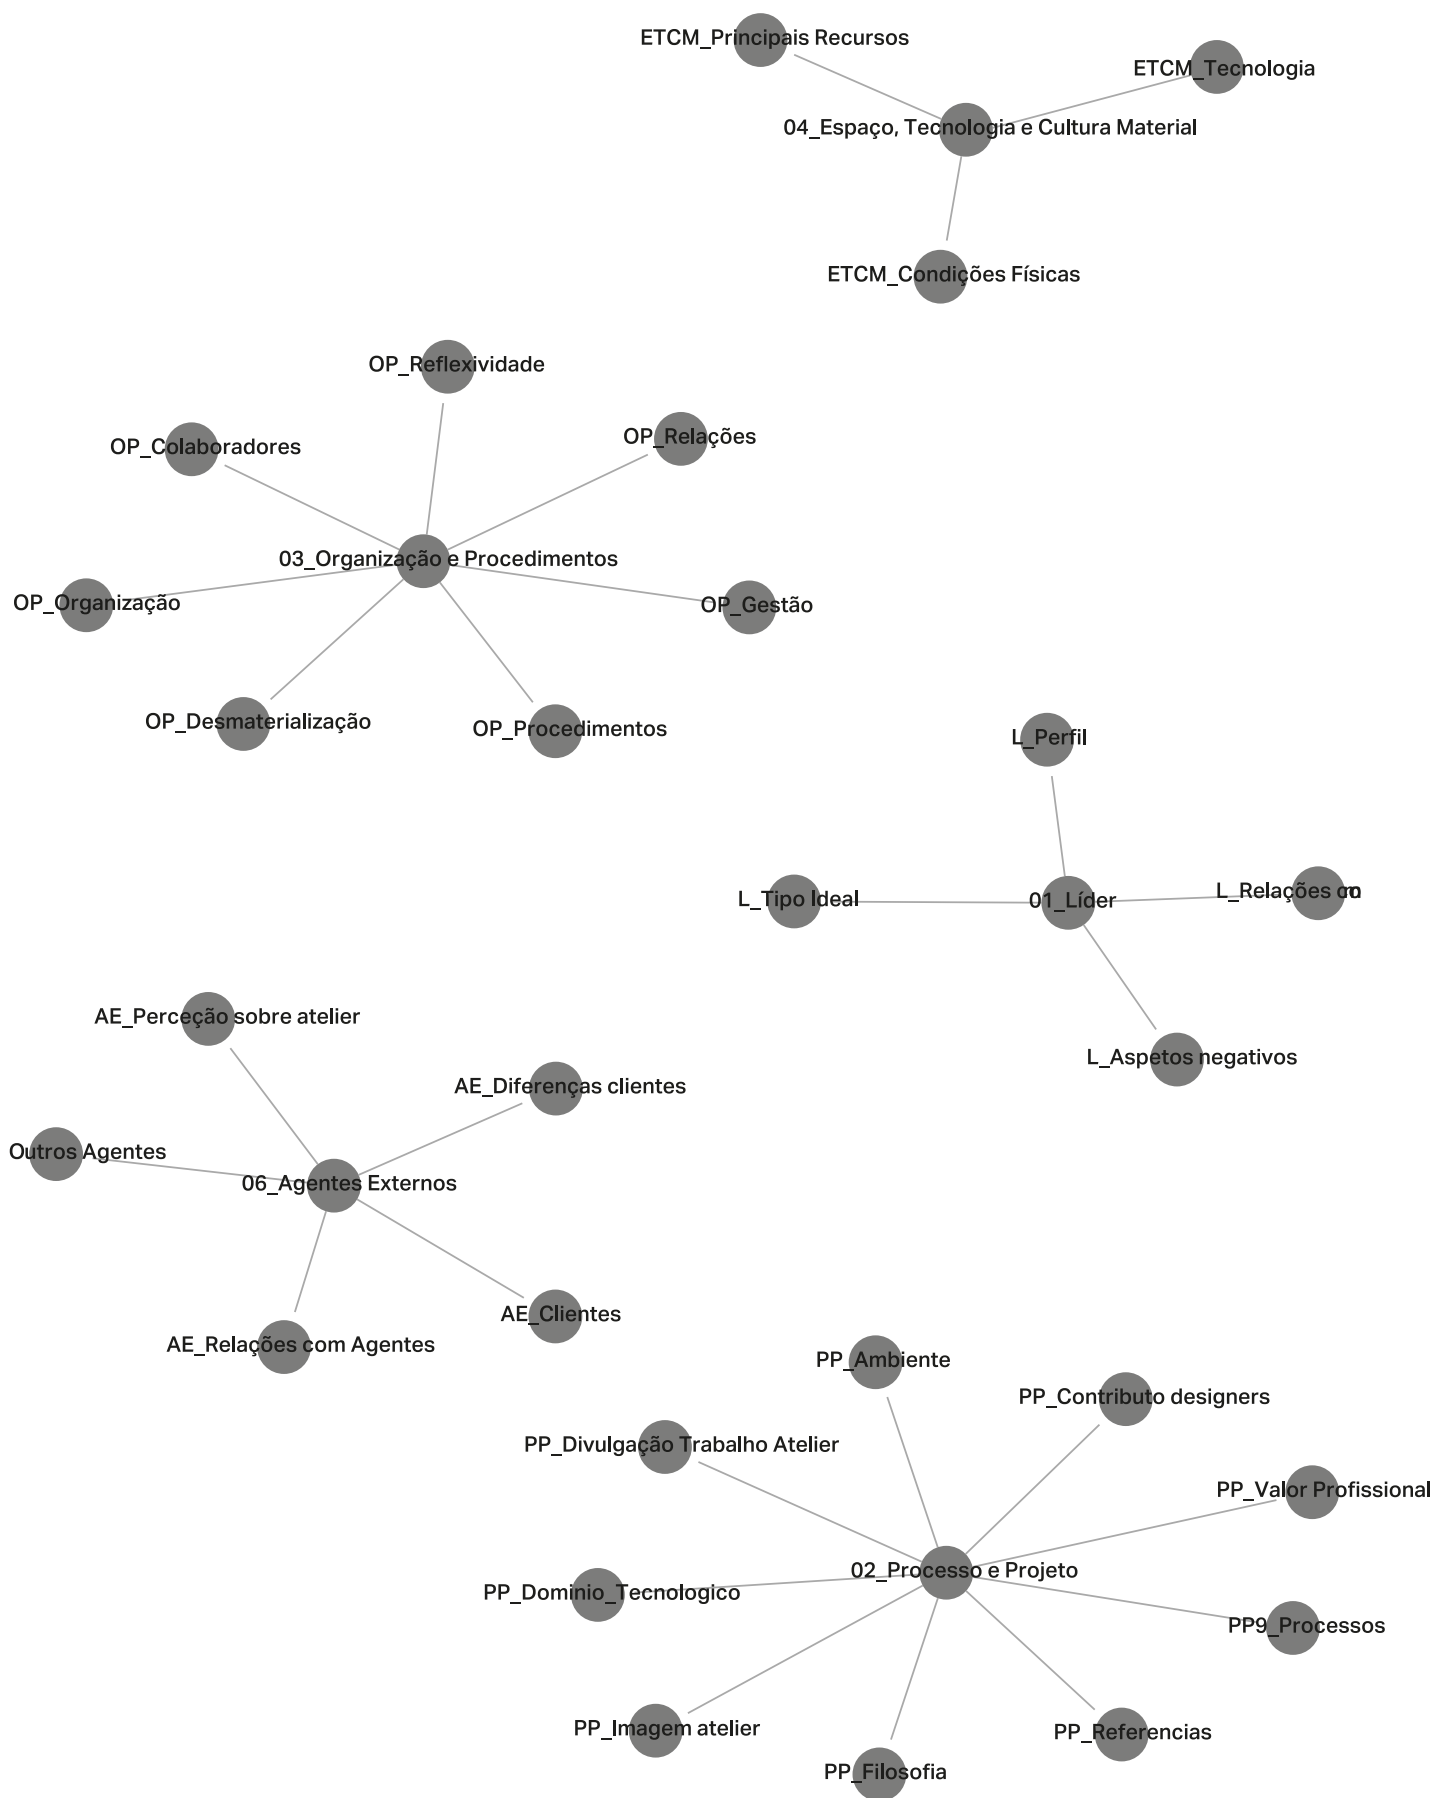 ETCM_Principais Recursos
ETCM_Tecnologia
04_Espaço, Tecnologia e Cultura Material
ETCM_Condições Físicas
OP_Reflexividade
OP_Relações
OP_Colaboradores
03_Organização e Procedimentos
OP_Organização
OP_Gestão
OP_Desmaterialização
OP_Procedimentos
L_Perfil
L_Tipo Ideal
01_Líder
L_Relações
L_Aspetos negativos
AE_Perceção sobre atelier
AE_Diferenças clientes
Outros Agentes
06_Agentes Externos
AE_Clientes
AE_Relações com Agentes
PP_Ambiente
PP_Contributo designers
PP_Divulgação Trabalho Atelier
PP_Valor Profissional
02_Processo e Projeto
PP_Dominio_Tecnologico
PP9_Processos
PP_Imagem atelier
PP_Referencias
PP_Filosofia